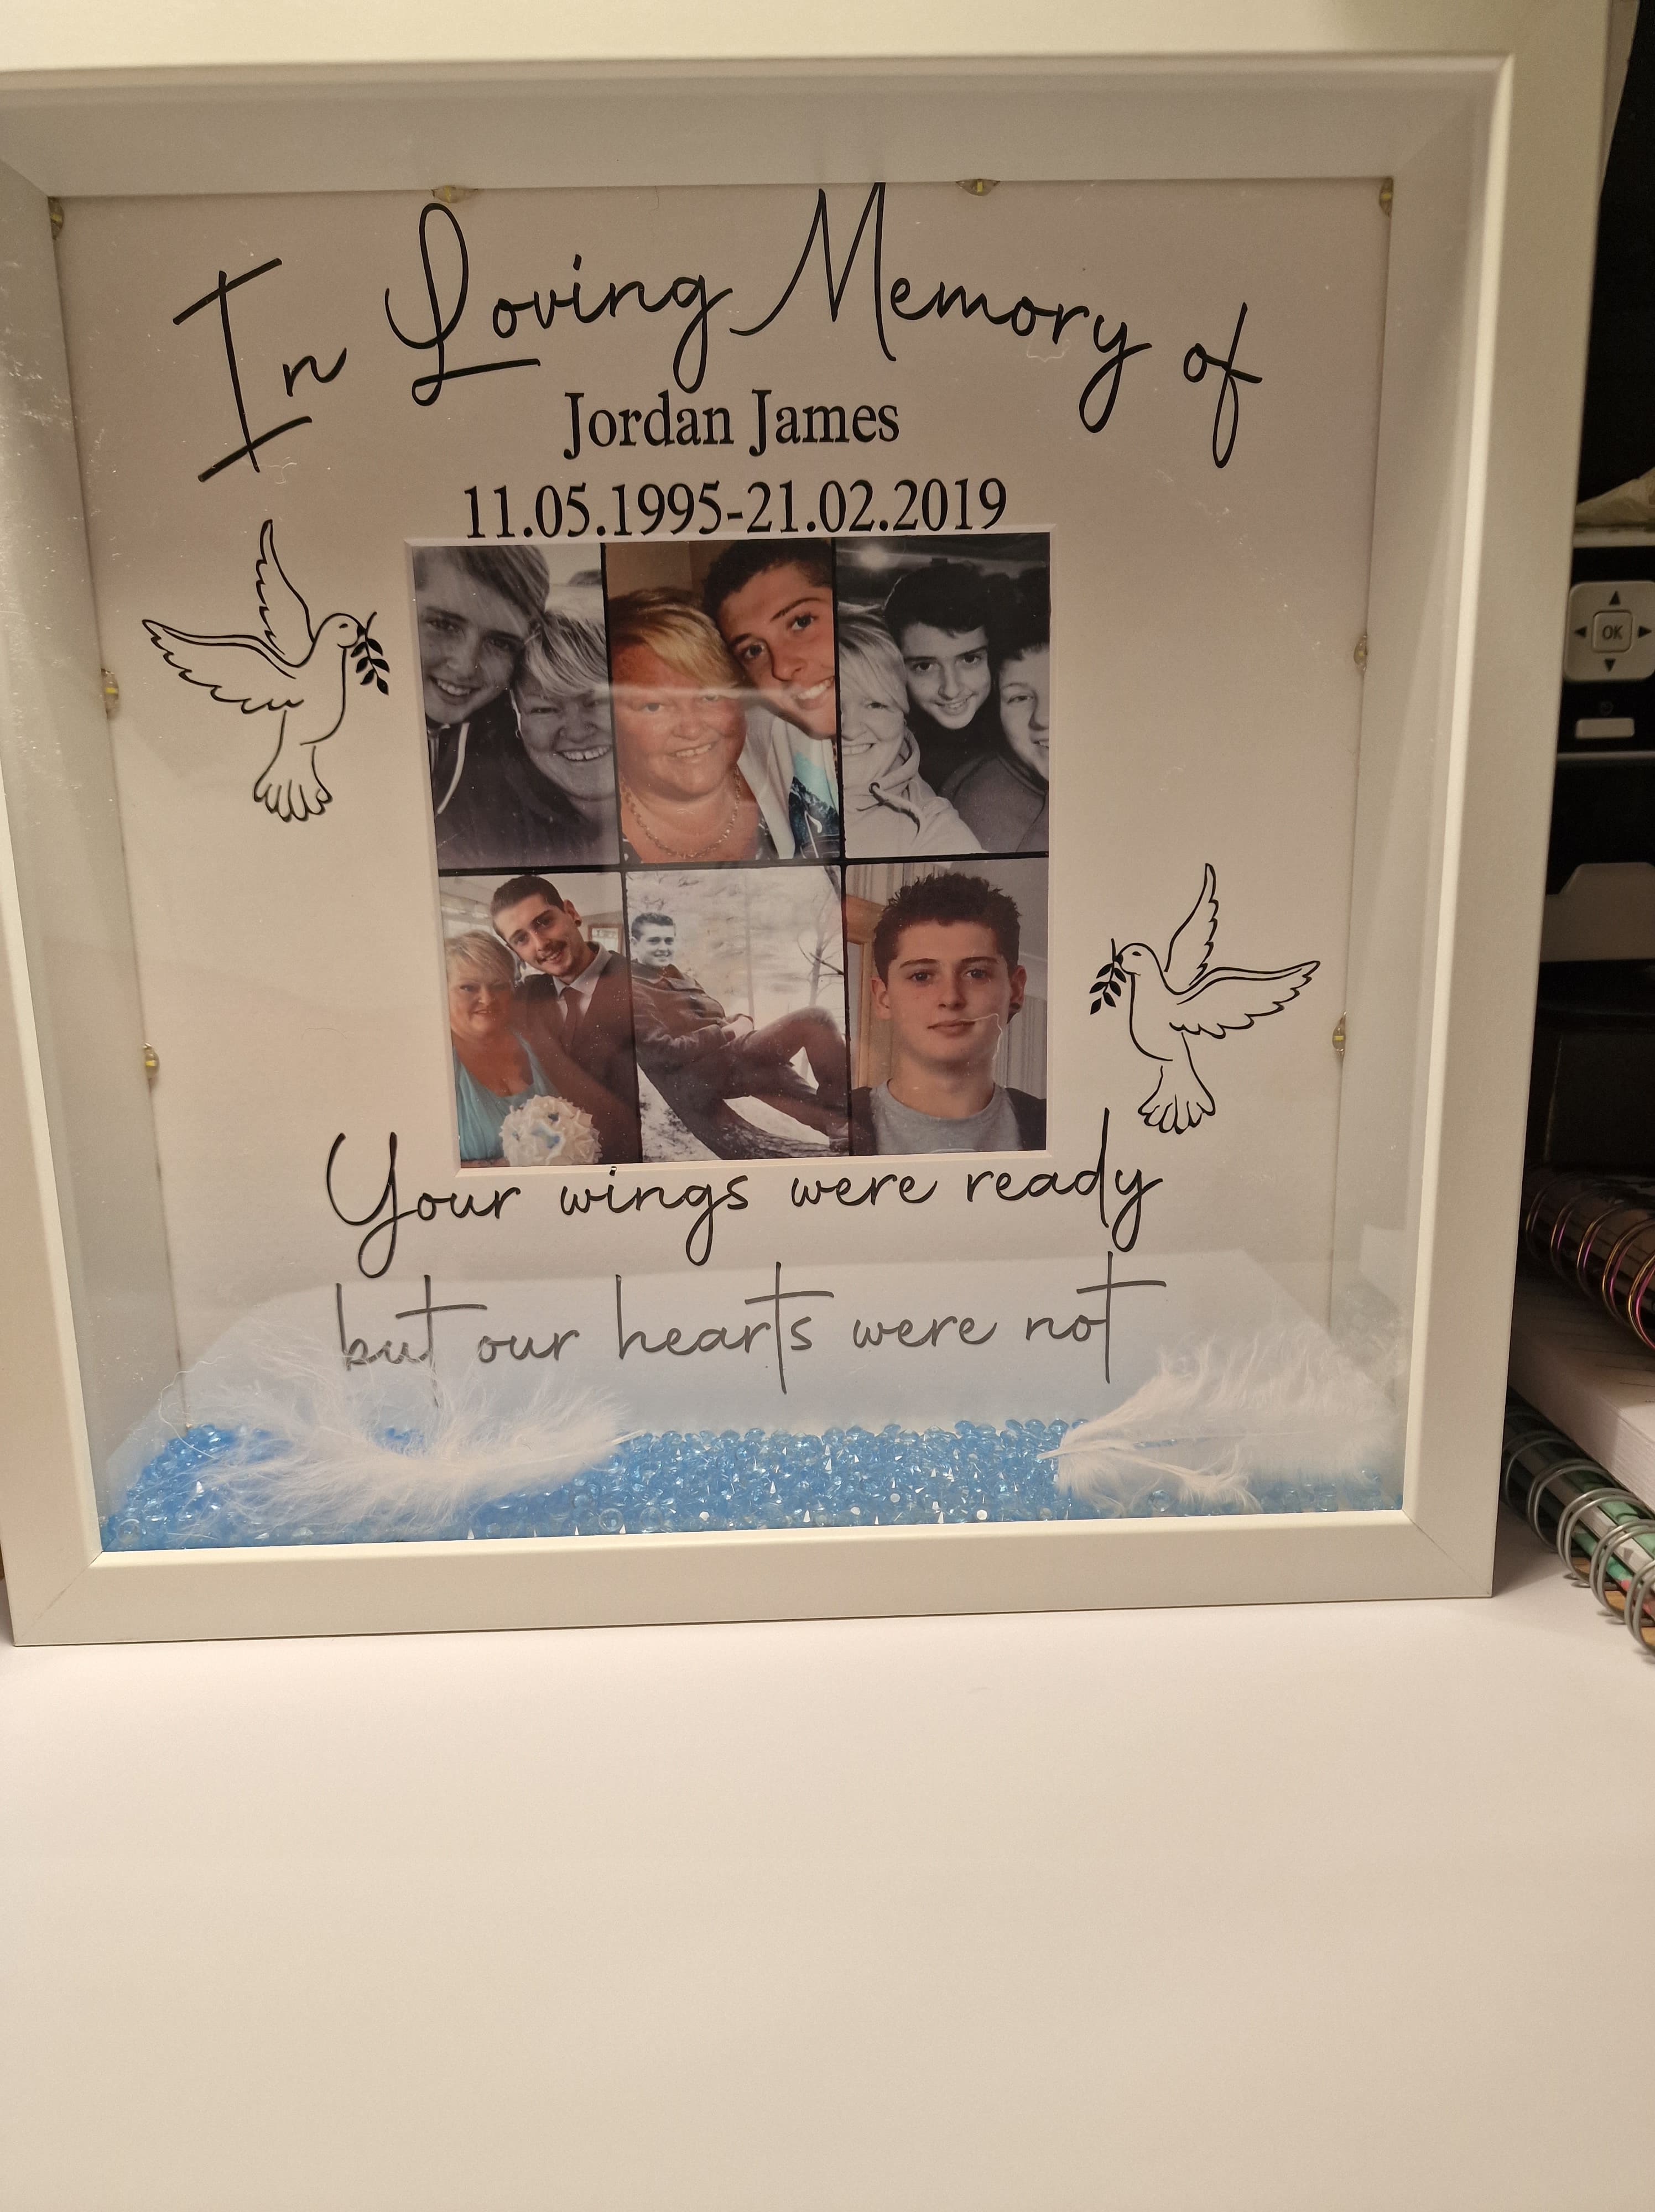 In Loving Memory of
Jordan James
11.05.1995-21.02.2019
Your wings were ready
but our hearts were not
OK